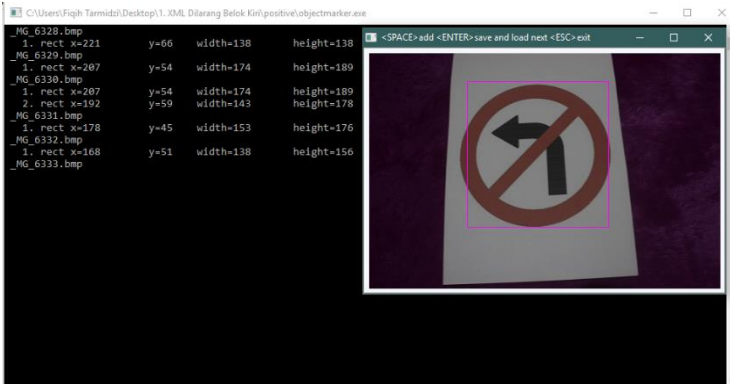 C:\Users\Fiqih Tarmidzi\Desktop\1. XML Dilarang Belok Kiri\positive\objectmarker.exe
_MG_6328.bmp
1. rect x=221 y=66 width=138 height=138
_MG_6329.bmp
1. rect x=207 y=54 width=174 height=189
_MG_6330.bmp
1. rect x=207 y=54 width=174 height=189
2. rect x=192 y=59 width=143 height=178
_MG_6331.bmp
1. rect x=178 y=45 width=153 height=176
_MG_6332.bmp
1. rect x=168 y=51 width=138 height=156
_MG_6333.bmp
<SPACE>add <ENTER>save and load next <ESC>exit